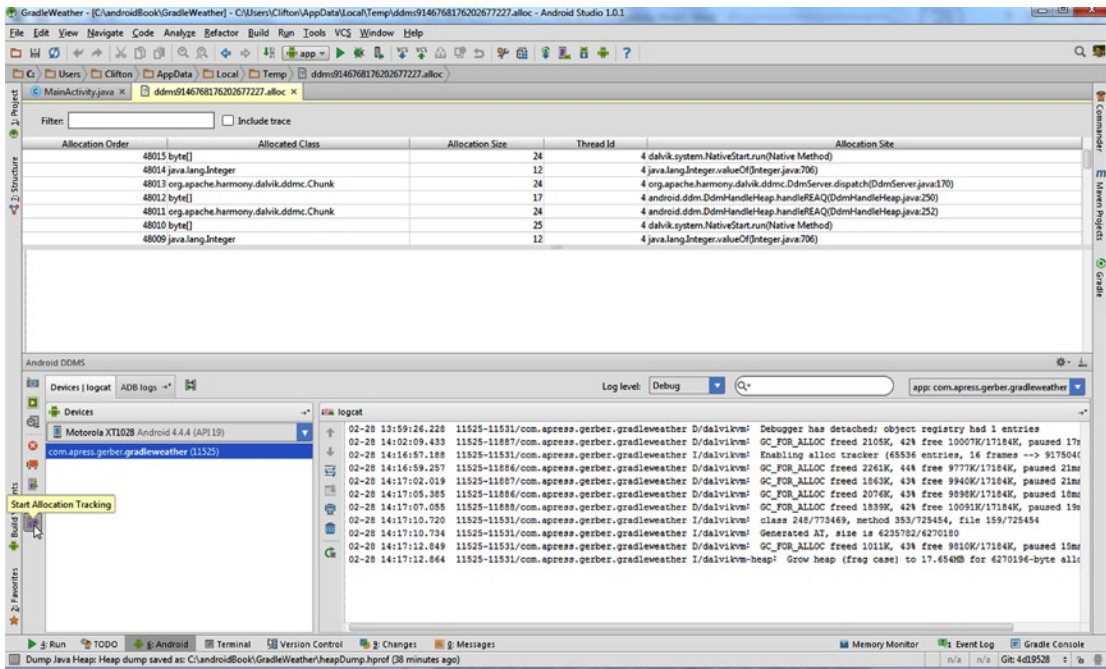 GradleWeather - [C:\androidBook\GradleWeather] - C:\Users\Clifton\AppData\Local\Temp\ddms9146768176202677227.alloc - Android Studio 1.0.1
File Edit View Navigate Code Analyze Refactor Build Run Tools VCS Window Help
app
C: Users Clifton AppData Local Temp ddms9146768176202677227.alloc
MainActivity.java × ddms9146768176202677227.alloc ×
Filter: Include trace
Allocation Order Allocated Class Allocation Size Thread Id Allocation Site
48015 byte[] 24 4 dalvik.system.NativeStart.run(Native Method)
48014 java.lang.Integer 12 4 java.lang.Integer.valueOf(Integer.java:706)
48013 org.apache.harmony.dalvik.ddmc.Chunk 24 4 org.apache.harmony.dalvik.ddmc.DdmServer.dispatch(DdmServer.java:170)
48012 byte[] 17 4 android.ddm.DdmHandleHeap.handleREAQ(DdmHandleHeap.java:250)
48011 org.apache.harmony.dalvik.ddmc.Chunk 24 4 android.ddm.DdmHandleHeap.handleREAQ(DdmHandleHeap.java:252)
48010 byte[] 25 4 dalvik.system.NativeStart.run(Native Method)
48009 java.lang.Integer 12 4 java.lang.Integer.valueOf(Integer.java:706)
1: Project
7: Structure
Build
2: Favorites
Commander
Maven Projects
Gradle
Android DDMS
Devices | logcat ADB logs Log level: Debug app: com.apress.gerber.gradleweather
Devices
Motorola XT1028 Android 4.4.4 (API 19)
com.apress.gerber.gradleweather (11525)
Start Allocation Tracking
logcat
02-28 13:59:26.228 11525-11531/com.apress.gerber.gradleweather D/dalvikvm: Debugger has detached; object registry had 1 entries
02-28 14:02:09.433 11525-11887/com.apress.gerber.gradleweather D/dalvikvm: GC_FOR_ALLOC freed 2105K, 42% free 10007K/17184K, paused 17m
02-28 14:16:57.188 11525-11531/com.apress.gerber.gradleweather I/dalvikvm: Enabling alloc tracker (65536 entries, 16 frames --> 9175040
02-28 14:16:59.257 11525-11886/com.apress.gerber.gradleweather D/dalvikvm: GC_FOR_ALLOC freed 2261K, 44% free 9777K/17184K, paused 21ms
02-28 14:17:02.019 11525-11887/com.apress.gerber.gradleweather D/dalvikvm: GC_FOR_ALLOC freed 1863K, 43% free 9940K/17184K, paused 21ms
02-28 14:17:05.385 11525-11886/com.apress.gerber.gradleweather D/dalvikvm: GC_FOR_ALLOC freed 2076K, 43% free 9898K/17184K, paused 18ms
02-28 14:17:07.055 11525-11888/com.apress.gerber.gradleweather D/dalvikvm: GC_FOR_ALLOC freed 1839K, 42% free 10091K/17184K, paused 19m
02-28 14:17:10.720 11525-11531/com.apress.gerber.gradleweather I/dalvikvm: class 248/773469, method 353/725454, file 159/725454
02-28 14:17:10.734 11525-11531/com.apress.gerber.gradleweather I/dalvikvm: Generated AT, size is 6235782/6270180
02-28 14:17:12.849 11525-11531/com.apress.gerber.gradleweather D/dalvikvm: GC_FOR_ALLOC freed 1011K, 43% free 9810K/17184K, paused 15ms
02-28 14:17:12.864 11525-11531/com.apress.gerber.gradleweather I/dalvikvm-heap: Grow heap (frag case) to 17.654MB for 6270196-byte allo
4: Run TODO 6: Android Terminal Version Control 9: Changes 0: Messages Memory Monitor 1 Event Log Gradle Console
Dump Java Heap: Heap dump saved as: C:\androidBook\GradleWeather\heapDump.hprof (38 minutes ago) n/a n/a Git: 4d19528